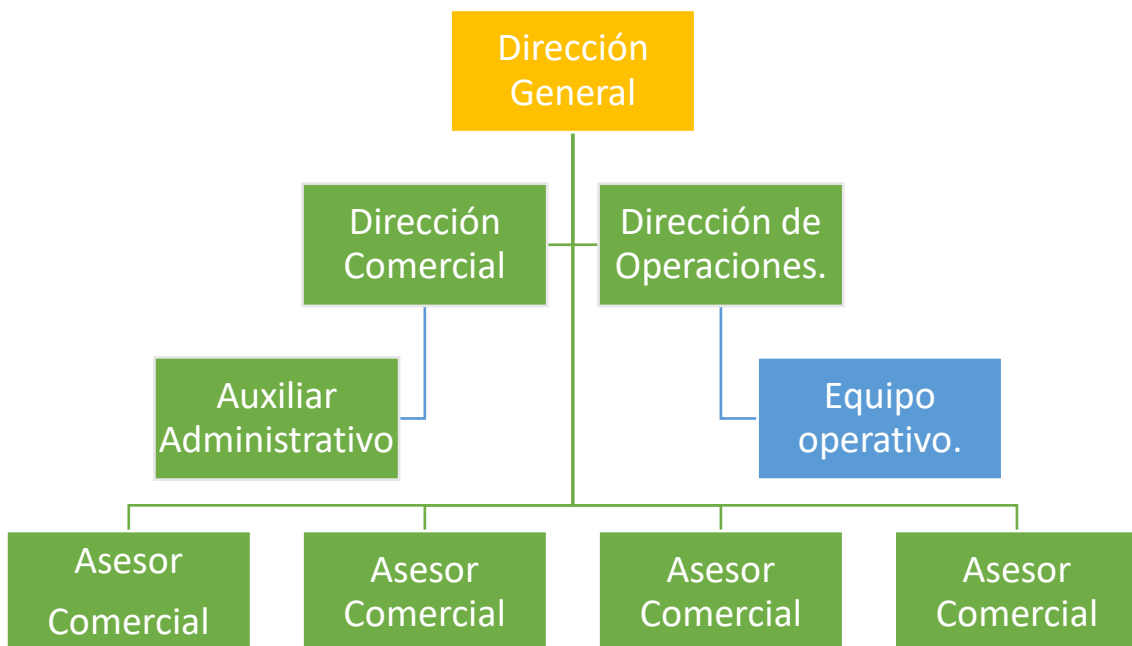 Dirección
General
Dirección
Comercial
Dirección de
Operaciones.
Auxiliar
Administrativo
Equipo
operativo.
Asesor
Comercial
Asesor
Comercial
Asesor
Comercial
Asesor
Comercial